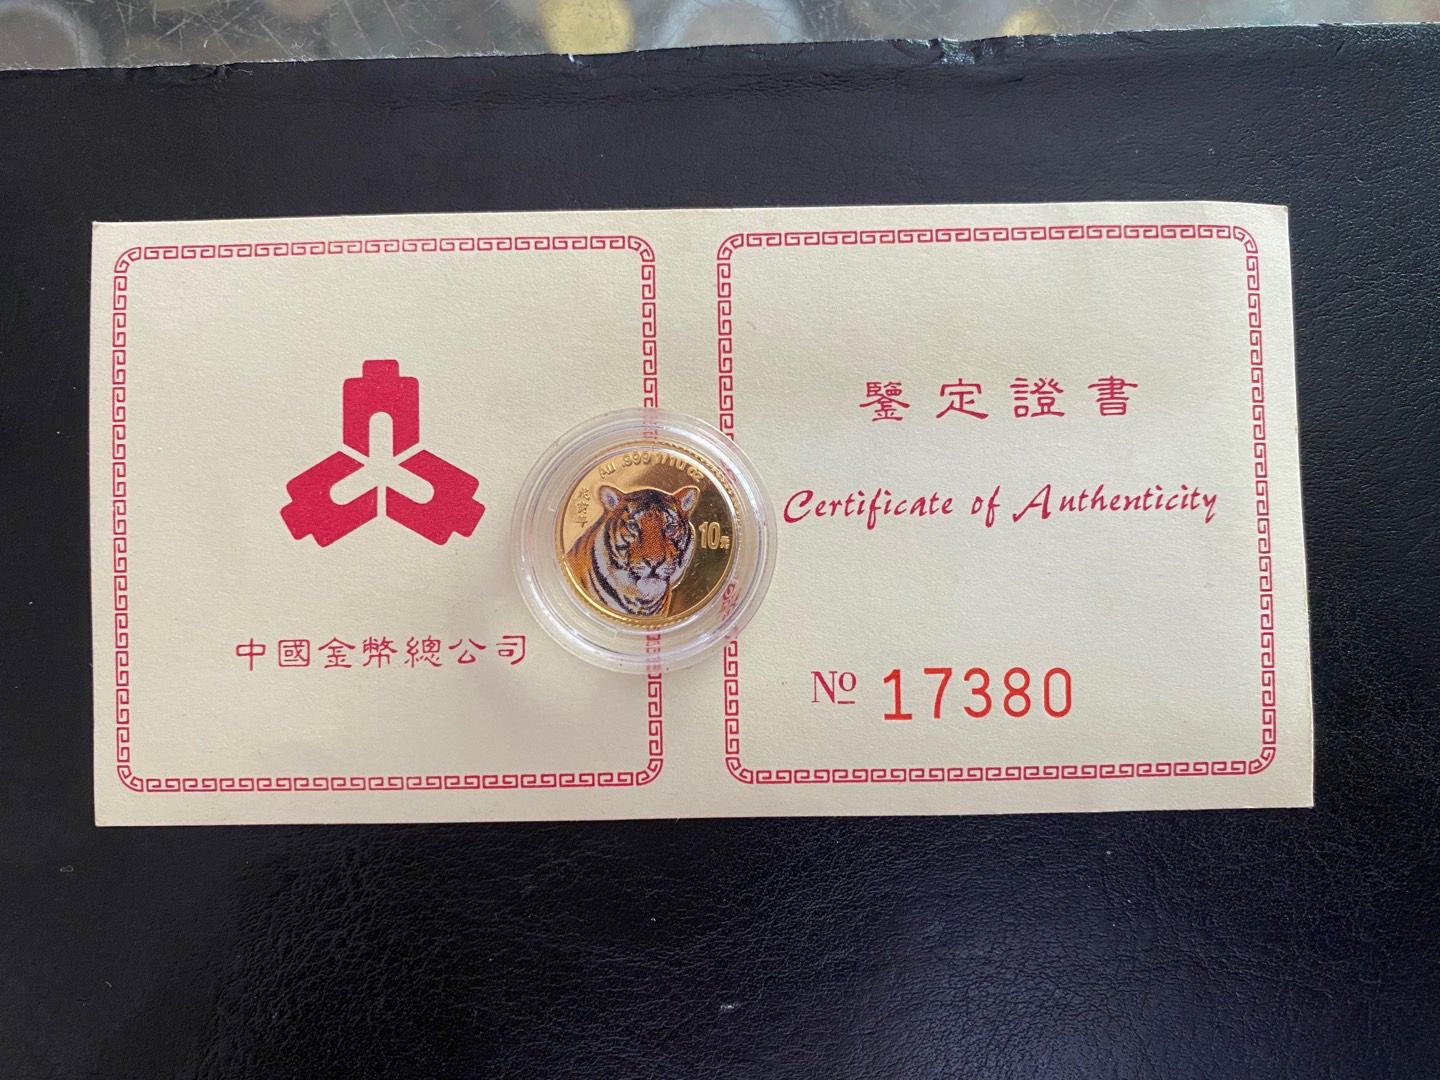 中國金幣總公司
Au .999 1/10 oz
10元
鑒定證書
Certificate of Authenticity
№ 17380